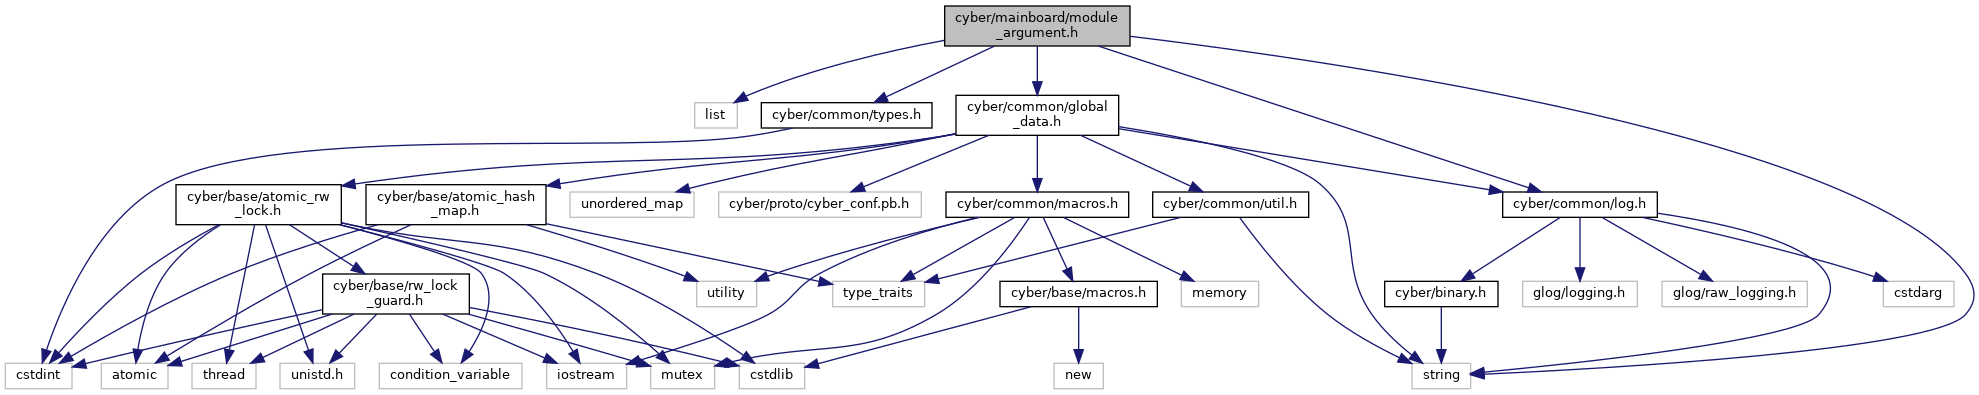 cyber/mainboard/module
_argument.h
list
cyber/common/types.h
cyber/common/global
_data.h
cyber/base/atomic_rw
_lock.h
cyber/base/atomic_hash
_map.h
unordered_map
cyber/proto/cyber_conf.pb.h
cyber/common/macros.h
cyber/common/util.h
cyber/common/log.h
cyber/base/rw_lock
_guard.h
utility
type_traits
cyber/base/macros.h
memory
cyber/binary.h
glog/logging.h
glog/raw_logging.h
cstdarg
cstdint
atomic
thread
unistd.h
condition_variable
iostream
mutex
cstdlib
new
string